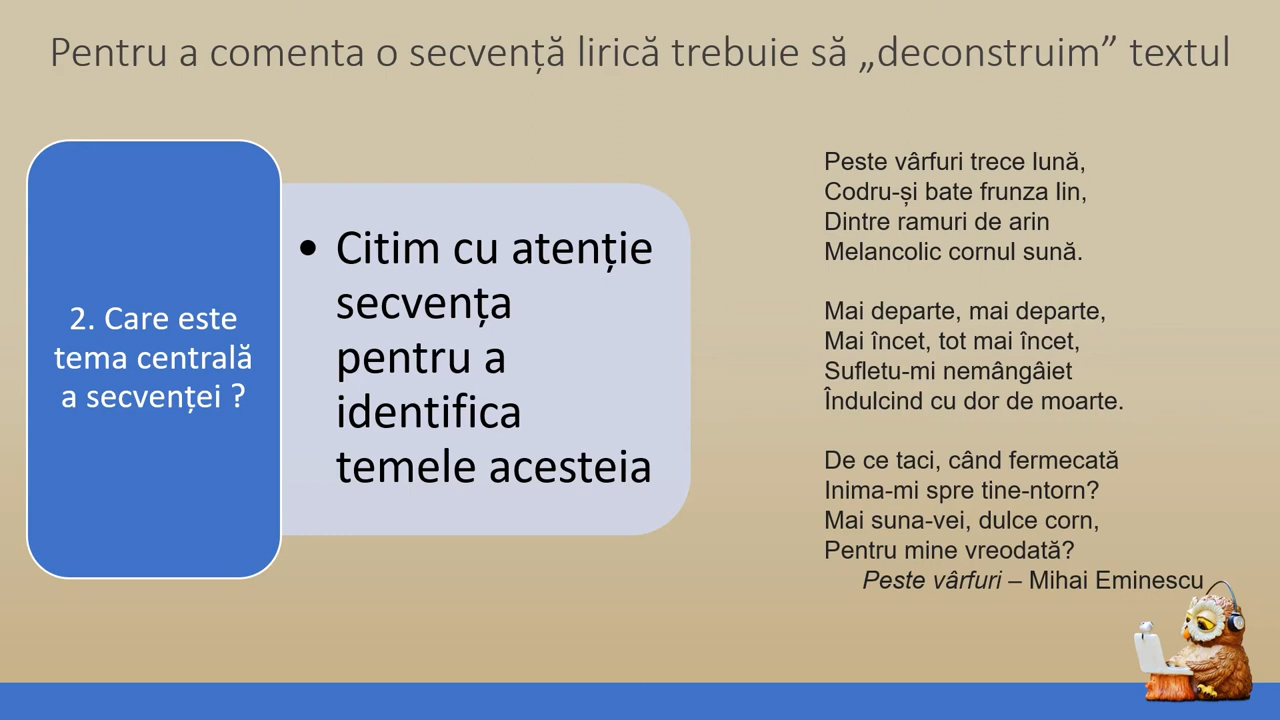 Pentru a comenta o secvență lirică trebuie să „deconstruim” textul
2. Care este
tema centrală
a secvenței ?
• Citim cu atenție
secvența
pentru a
identifica
temele acesteia
Peste vârfuri trece lună,
Codru-și bate frunza lin,
Dintre ramuri de arin
Melancolic cornul sună.
Mai departe, mai departe,
Mai încet, tot mai încet,
Sufletu-mi nemângâiet
Îndulcind cu dor de moarte.
De ce taci, când fermecată
Inima-mi spre tine-ntorn?
Mai suna-vei, dulce corn,
Pentru mine vreodată?
Peste vârfuri – Mihai Eminescu